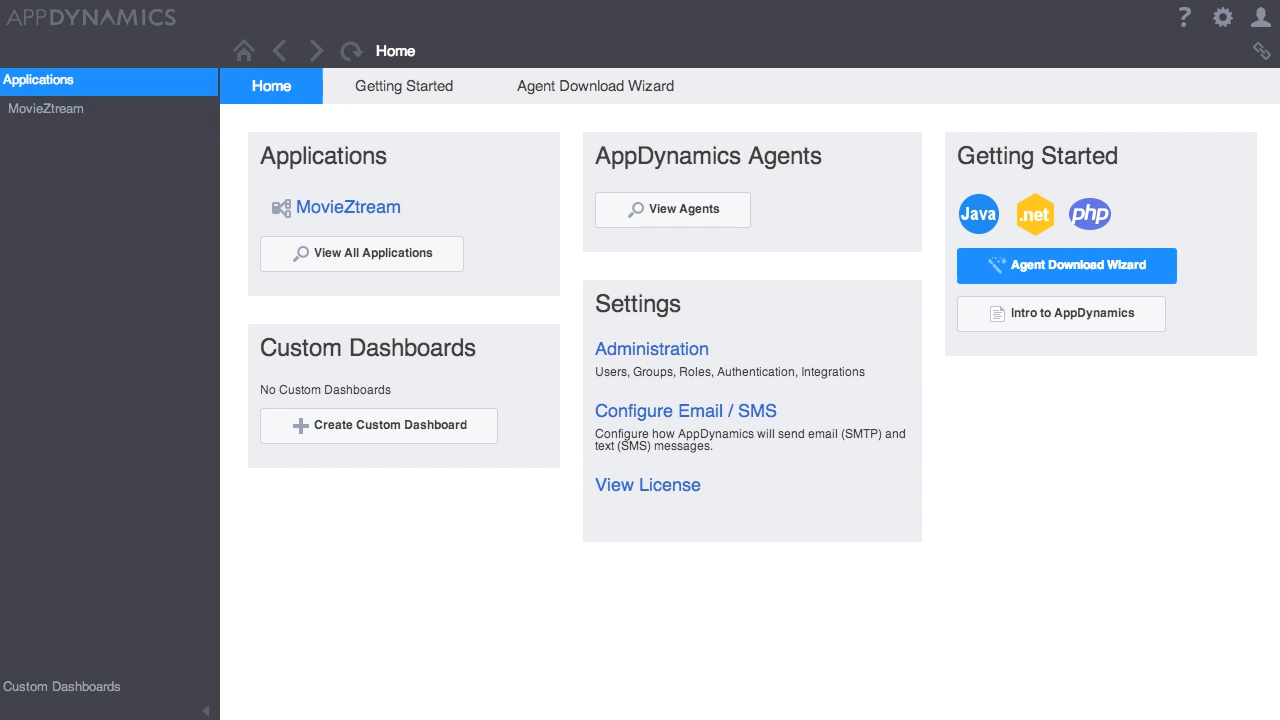 APPDYNAMICS
?
Home
Applications
MovieZtream
Custom Dashboards
Home
Getting Started
Agent Download Wizard
Applications
MovieZtream
View All Applications
Custom Dashboards
No Custom Dashboards
Create Custom Dashboard
AppDynamics Agents
View Agents
Settings
Administration
Users, Groups, Roles, Authentication, Integrations
Configure Email / SMS
Configure how AppDynamics will send email (SMTP) and
text (SMS) messages.
View License
Getting Started
Java
.net
php
Agent Download Wizard
Intro to AppDynamics